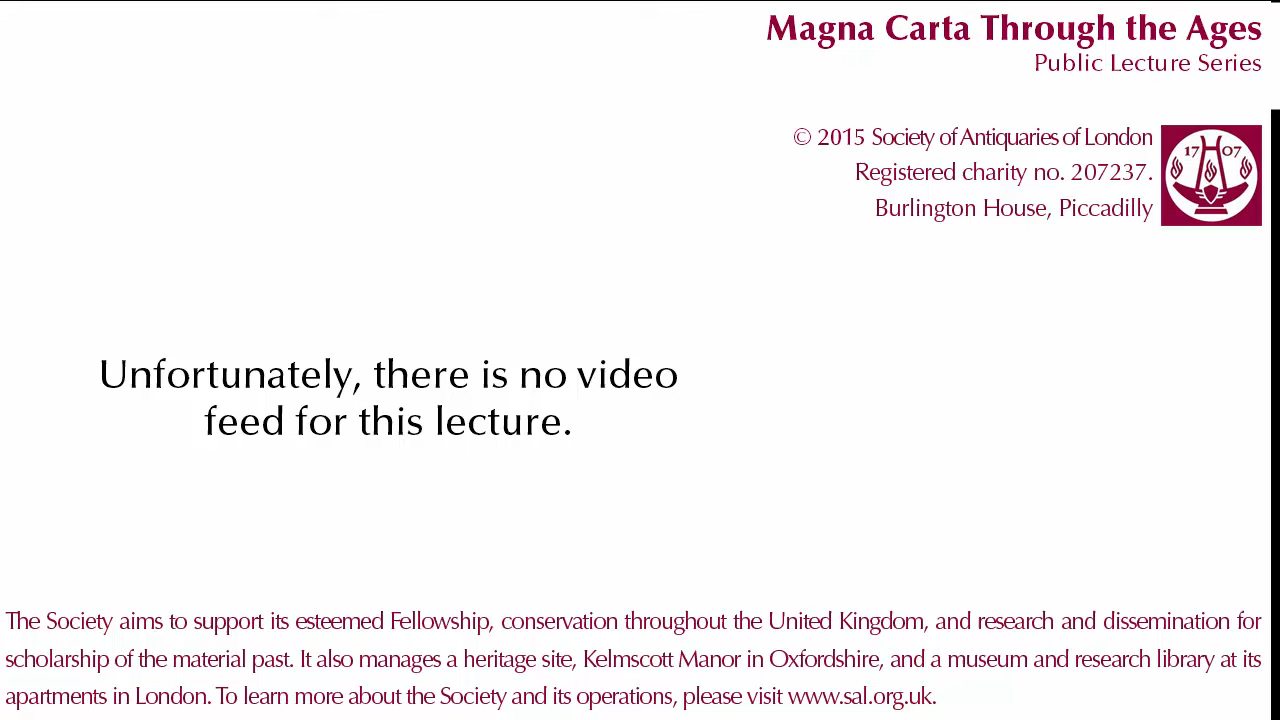 Magna Carta Through the Ages
Public Lecture Series
© 2015 Society of Antiquaries of London
Registered charity no. 207237.
Burlington House, Piccadilly
17 07
Unfortunately, there is no video
feed for this lecture.
The Society aims to support its esteemed Fellowship, conservation throughout the United Kingdom, and research and dissemination for
scholarship of the material past. It also manages a heritage site, Kelmscott Manor in Oxfordshire, and a museum and research library at its
apartments in London. To learn more about the Society and its operations, please visit www.sal.org.uk.